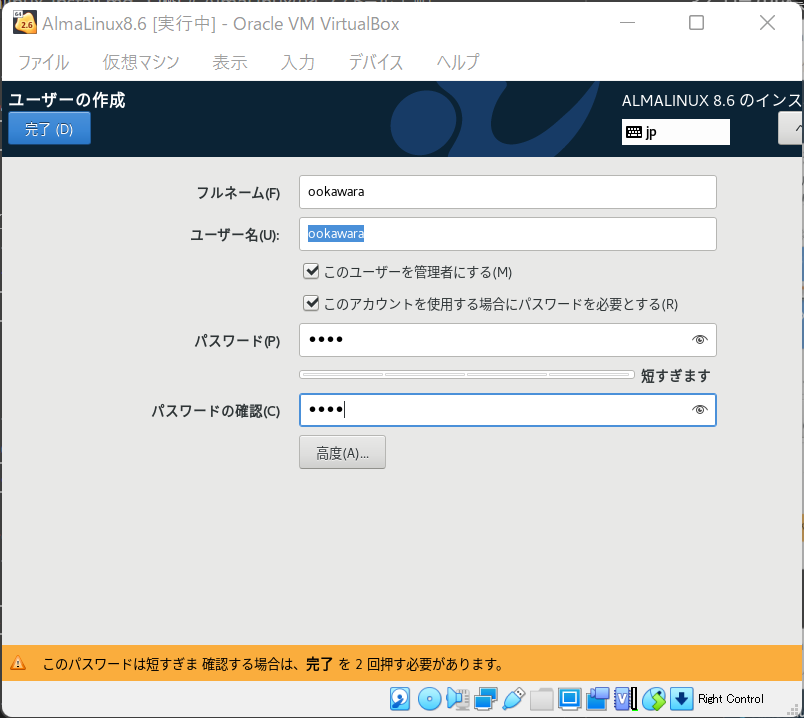 AlmaLinux8.6 [実行中] - Oracle VM VirtualBox
ファイル 仮想マシン 表示 入力 デバイス ヘルプ
ユーザーの作成
ALMALINUX 8.6 のインス
完了 (D)
jp
フルネーム(F)
ookawara
ユーザー名(U):
ookawara
このユーザーを管理者にする(M)
このアカウントを使用する場合にパスワードを必要とする(R)
パスワード(P)
••••
短すぎます
パスワードの確認(C)
••••
高度(A)...
このパスワードは短すぎま 確認する場合は、完了 を 2 回押す必要があります。
Right Control